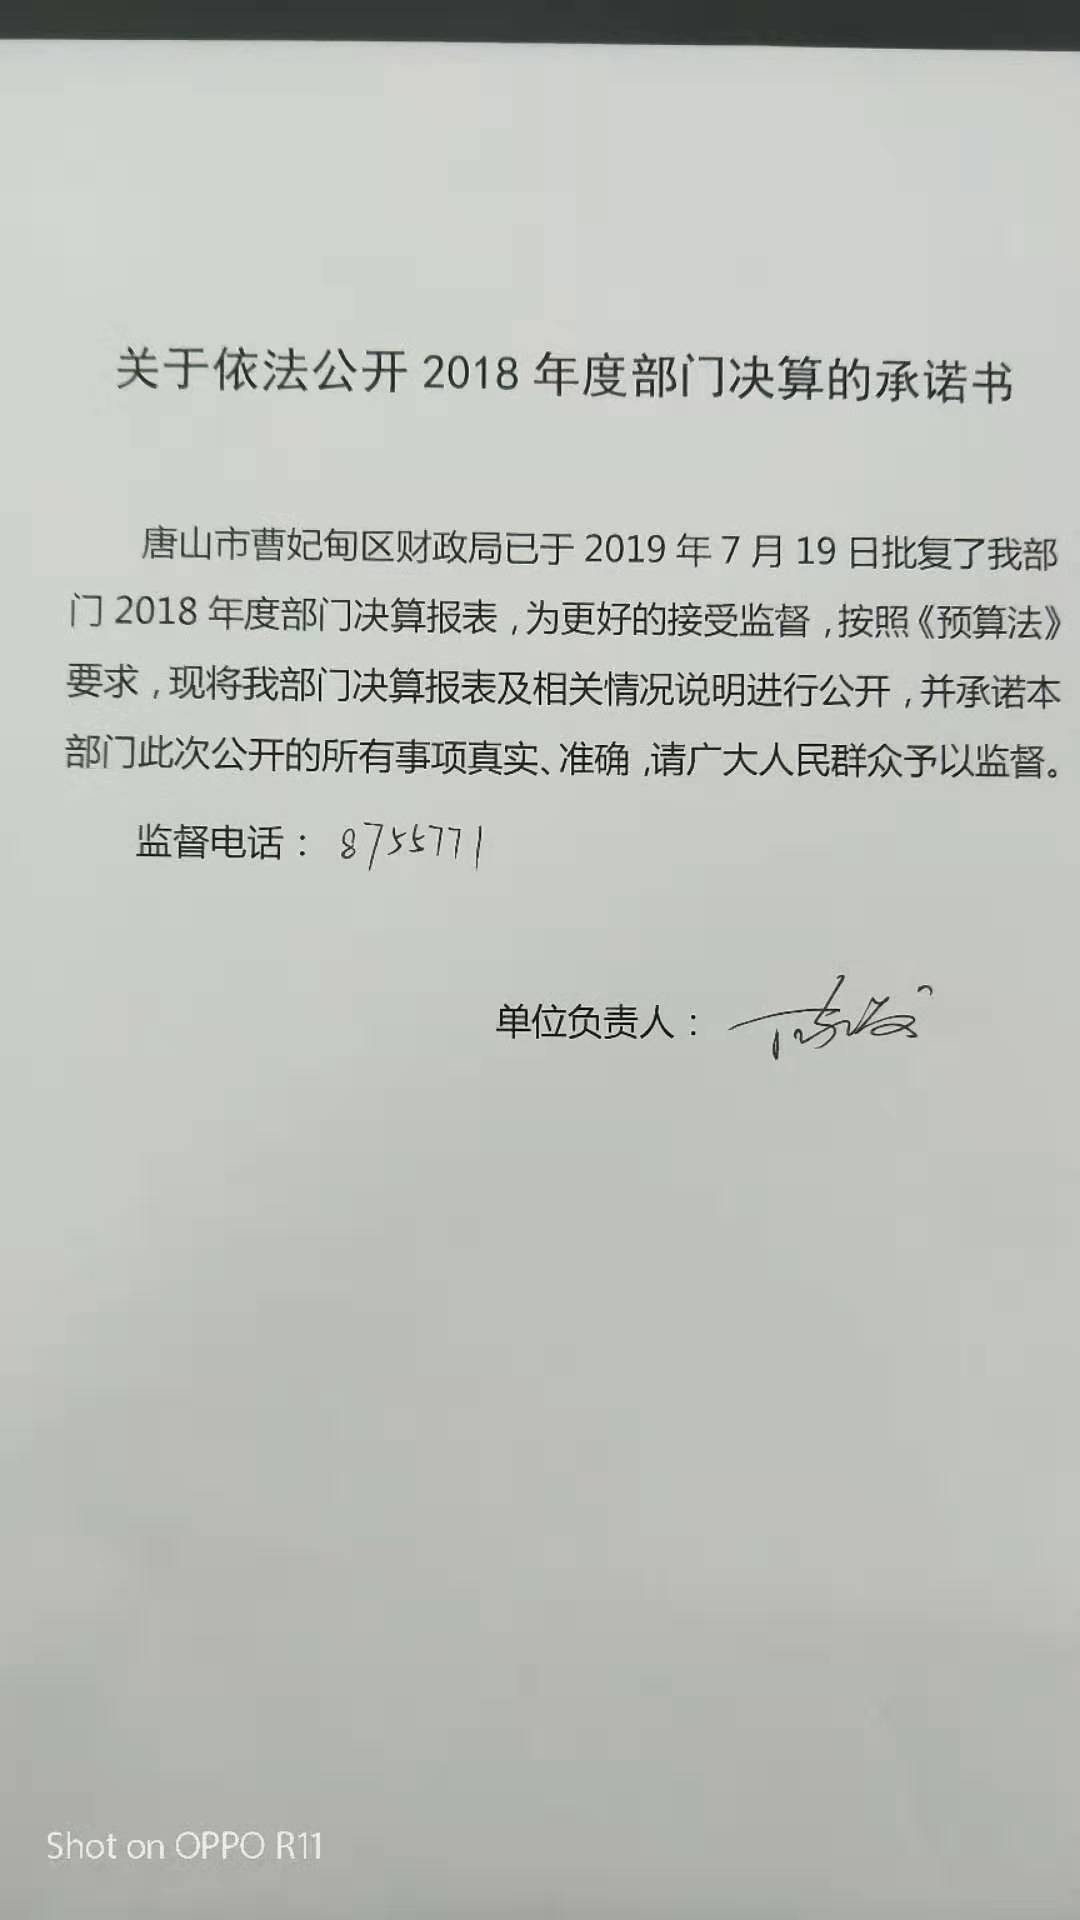 关于依法公开 2018 年度部门决算的承诺书
唐山市曹妃甸区财政局已于 2019 年 7 月 19 日批复了我部
门 2018 年度部门决算报表，为更好的接受监督，按照《预算法》
要求，现将我部门决算报表及相关情况说明进行公开，并承诺本
部门此次公开的所有事项真实、准确，请广大人民群众予以监督。
监督电话： 8755771
单位负责人：
Shot on OPPO R11